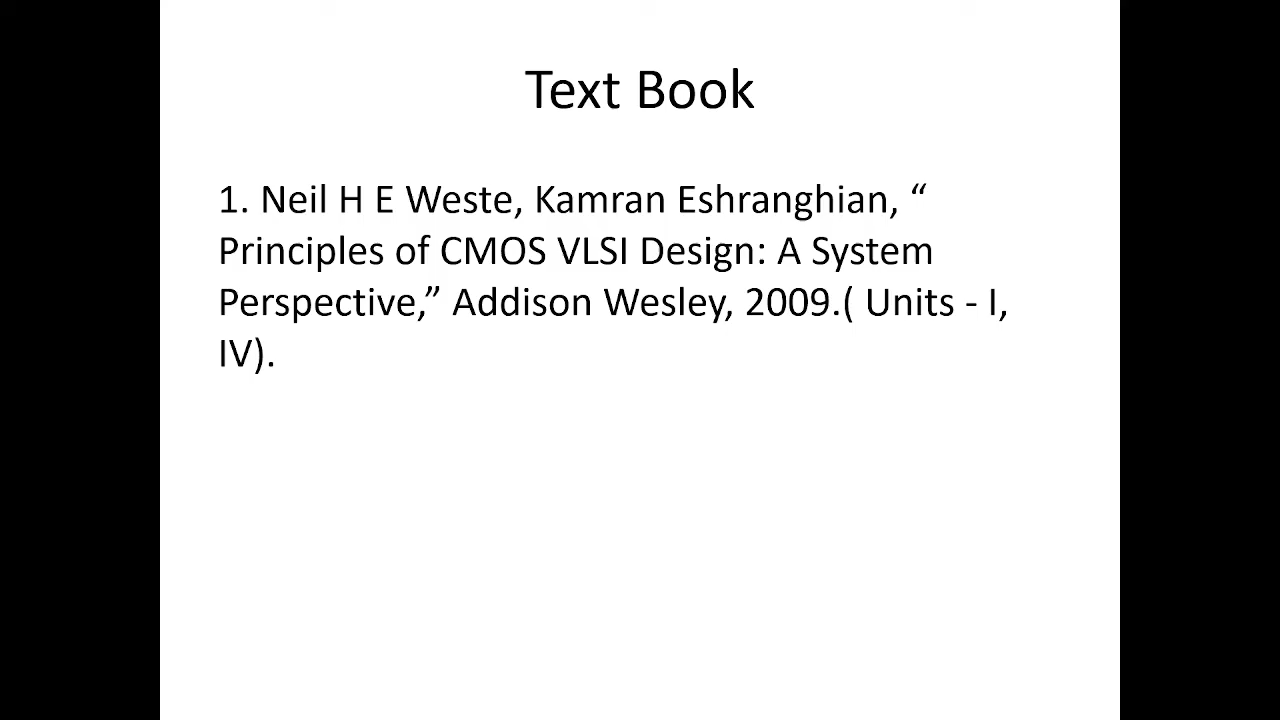 Text Book
1. Neil H E Weste, Kamran Eshranghian, “
Principles of CMOS VLSI Design: A System
Perspective,” Addison Wesley, 2009.( Units - I,
IV).